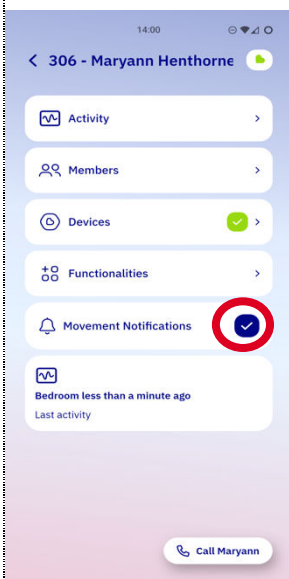 14:00
306 - Maryann Henthorne
Activity
Members
Devices
Functionalities
Movement Notifications
Bedroom less than a minute ago
Last activity
Call Maryann